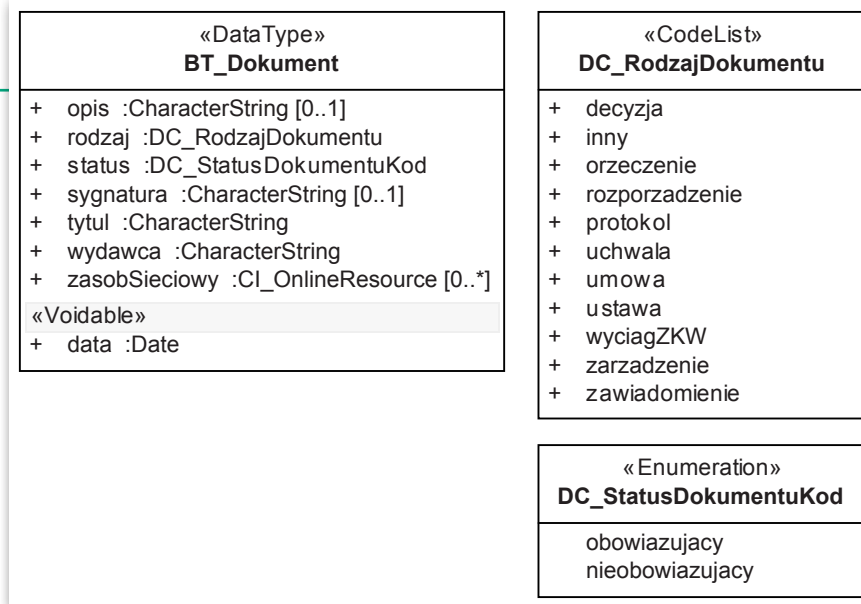 «DataType»
BT_Dokument
+ opis :CharacterString [0..1]
+ rodzaj :DC_RodzajDokumentu
+ status :DC_StatusDokumentuKod
+ sygnatura :CharacterString [0..1]
+ tytul :CharacterString
+ wydawca :CharacterString
+ zasobSieciowy :CI_OnlineResource [0..*]
«Voidable»
+ data :Date
«CodeList»
DC_RodzajDokumentu
+ decyzja
+ inny
+ orzeczenie
+ rozporzadzenie
+ protokol
+ uchwala
+ umowa
+ ustawa
+ wyciagZKW
+ zarzadzenie
+ zawiadomienie
«Enumeration»
DC_StatusDokumentuKod
obowiazujacy
nieobowiazujacy